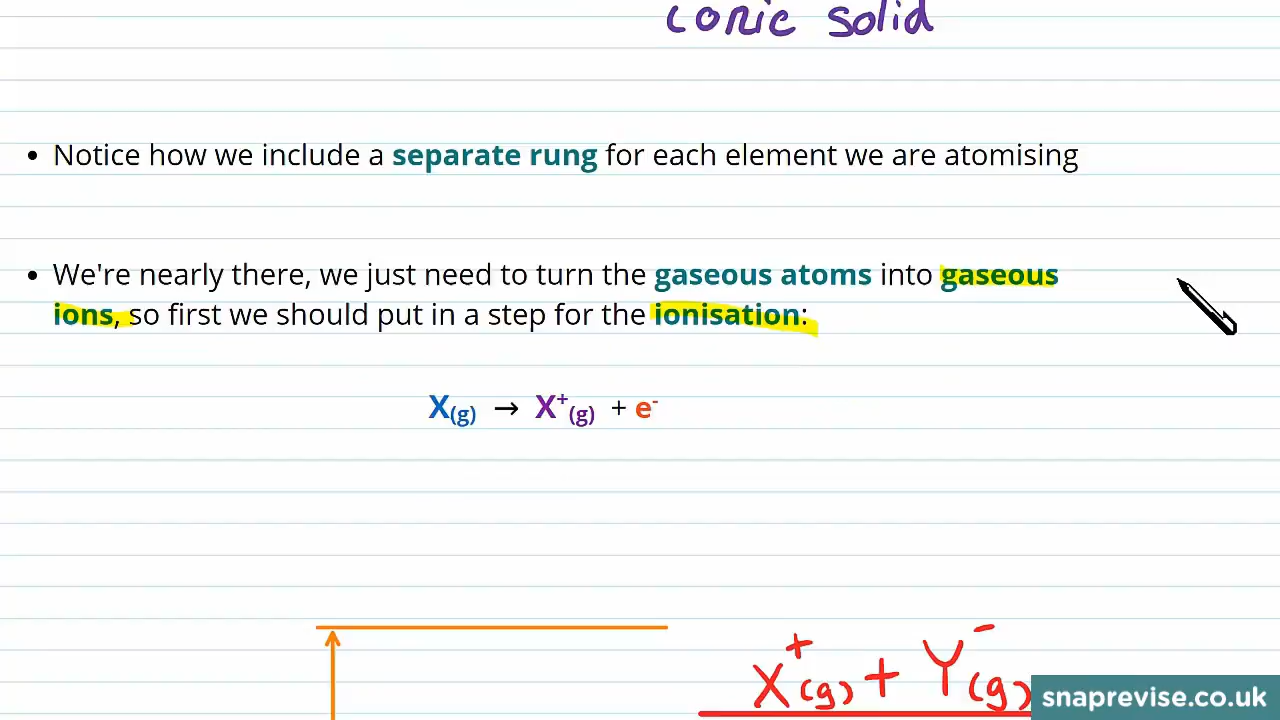 ionic solid
• Notice how we include a separate rung for each element we are atomising
• We're nearly there, we just need to turn the gaseous atoms into gaseous
ions, so first we should put in a step for the ionisation:
X(g) → X⁺(g) + e⁻
X⁺(g) + Y⁻(g)
snaprevise.co.uk